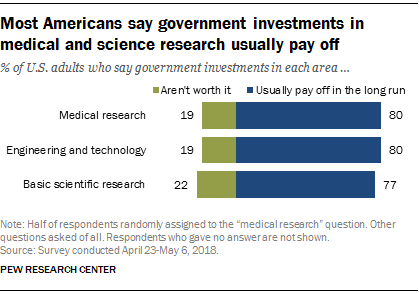 Most Americans say government investments in
medical and science research usually pay off
% of U.S. adults who say government investments in each area ...
Aren't worth it Usually pay off in the long run
Medical research 19 80
Engineering and technology 19 80
Basic scientific research 22 77
Note: Half of respondents randomly assigned to the “medical research” question. Other
questions asked of all. Respondents who gave no answer are not shown.
Source: Survey conducted April 23-May 6, 2018.
PEW RESEARCH CENTER